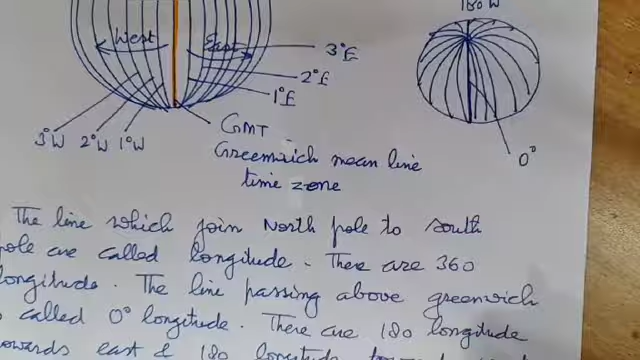 180 W
West East
3°E
2°E
1°E
3°W 2°W 1°W
GMT
Greenwich mean line
time zone
0°
The line which join North pole to south
pole are called longitude. There are 360
longitude. The line passing above greenwich
called 0° longitude. There are 180 longitude
towards east & 180 longitude